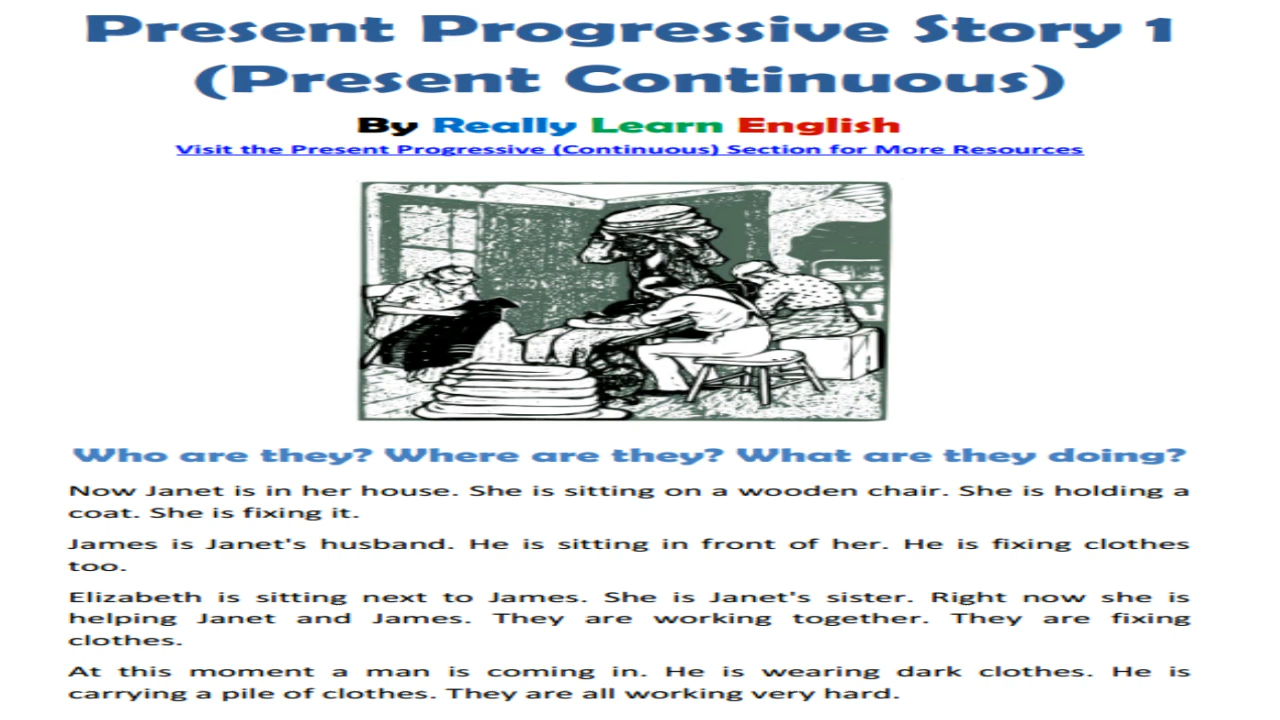 Present Progressive Story 1
(Present Continuous)
By Really Learn English
Visit the Present Progressive (Continuous) Section for More Resources
Who are they? Where are they? What are they doing?
Now Janet is in her house. She is sitting on a wooden chair. She is holding a
coat. She is fixing it.
James is Janet's husband. He is sitting in front of her. He is fixing clothes
too.
Elizabeth is sitting next to James. She is Janet's sister. Right now she is
helping Janet and James. They are working together. They are fixing
clothes.
At this moment a man is coming in. He is wearing dark clothes. He is
carrying a pile of clothes. They are all working very hard.